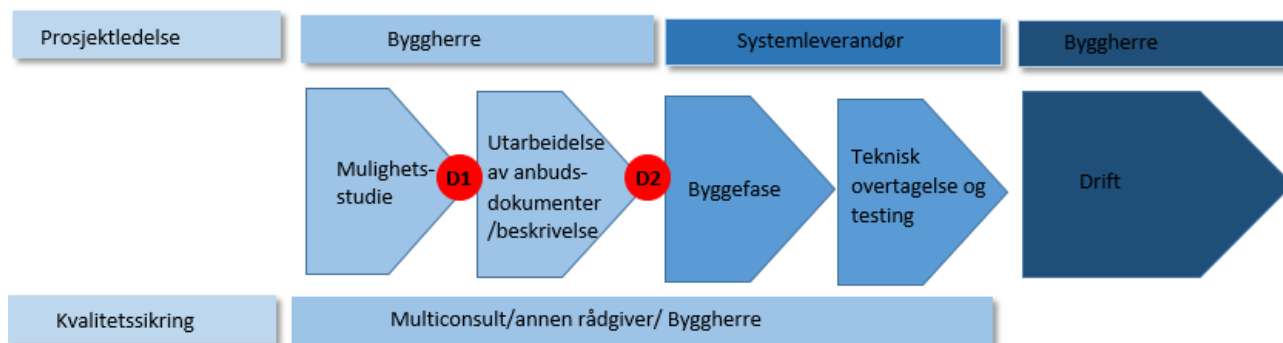 Prosjektledelse
Byggherre
Systemleverandør
Byggherre
Mulighets-
studie
D1
Utarbeidelse
av anbuds-
dokumenter
/beskrivelse
D2
Byggefase
Teknisk
overtagelse og
testing
Drift
Kvalitetssikring
Multiconsult/annen rådgiver/ Byggherre